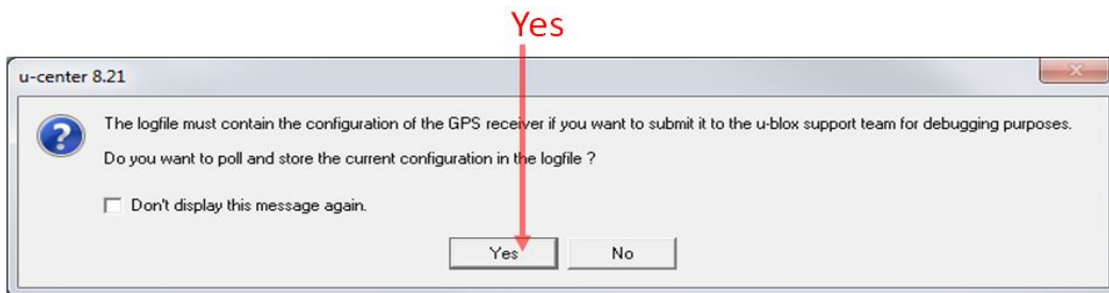 Yes
u-center 8.21
The logfile must contain the configuration of the GPS receiver if you want to submit it to the u-blox support team for debugging purposes.
Do you want to poll and store the current configuration in the logfile ?
Don't display this message again.
Yes No